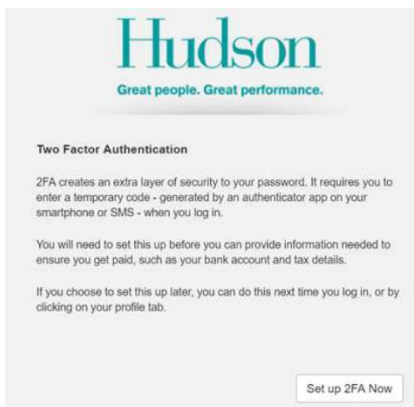 Hudson
Great people. Great performance.
Two Factor Authentication
2FA creates an extra layer of security to your password. It requires you to
enter a temporary code - generated by an authenticator app on your
smartphone or SMS - when you log in.
You will need to set this up before you can provide information needed to
ensure you get paid, such as your bank account and tax details.
If you choose to set this up later, you can do this next time you log in, or by
clicking on your profile tab.
Set up 2FA Now